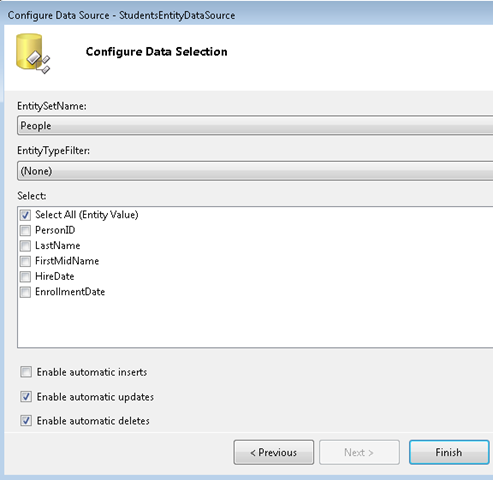 Configure Data Source - StudentsEntityDataSource
Configure Data Selection
EntitySetName:
People
EntityTypeFilter:
(None)
Select:
Select All (Entity Value)
PersonID
LastName
FirstMidName
HireDate
EnrollmentDate
Enable automatic inserts
Enable automatic updates
Enable automatic deletes
< Previous
Next >
Finish